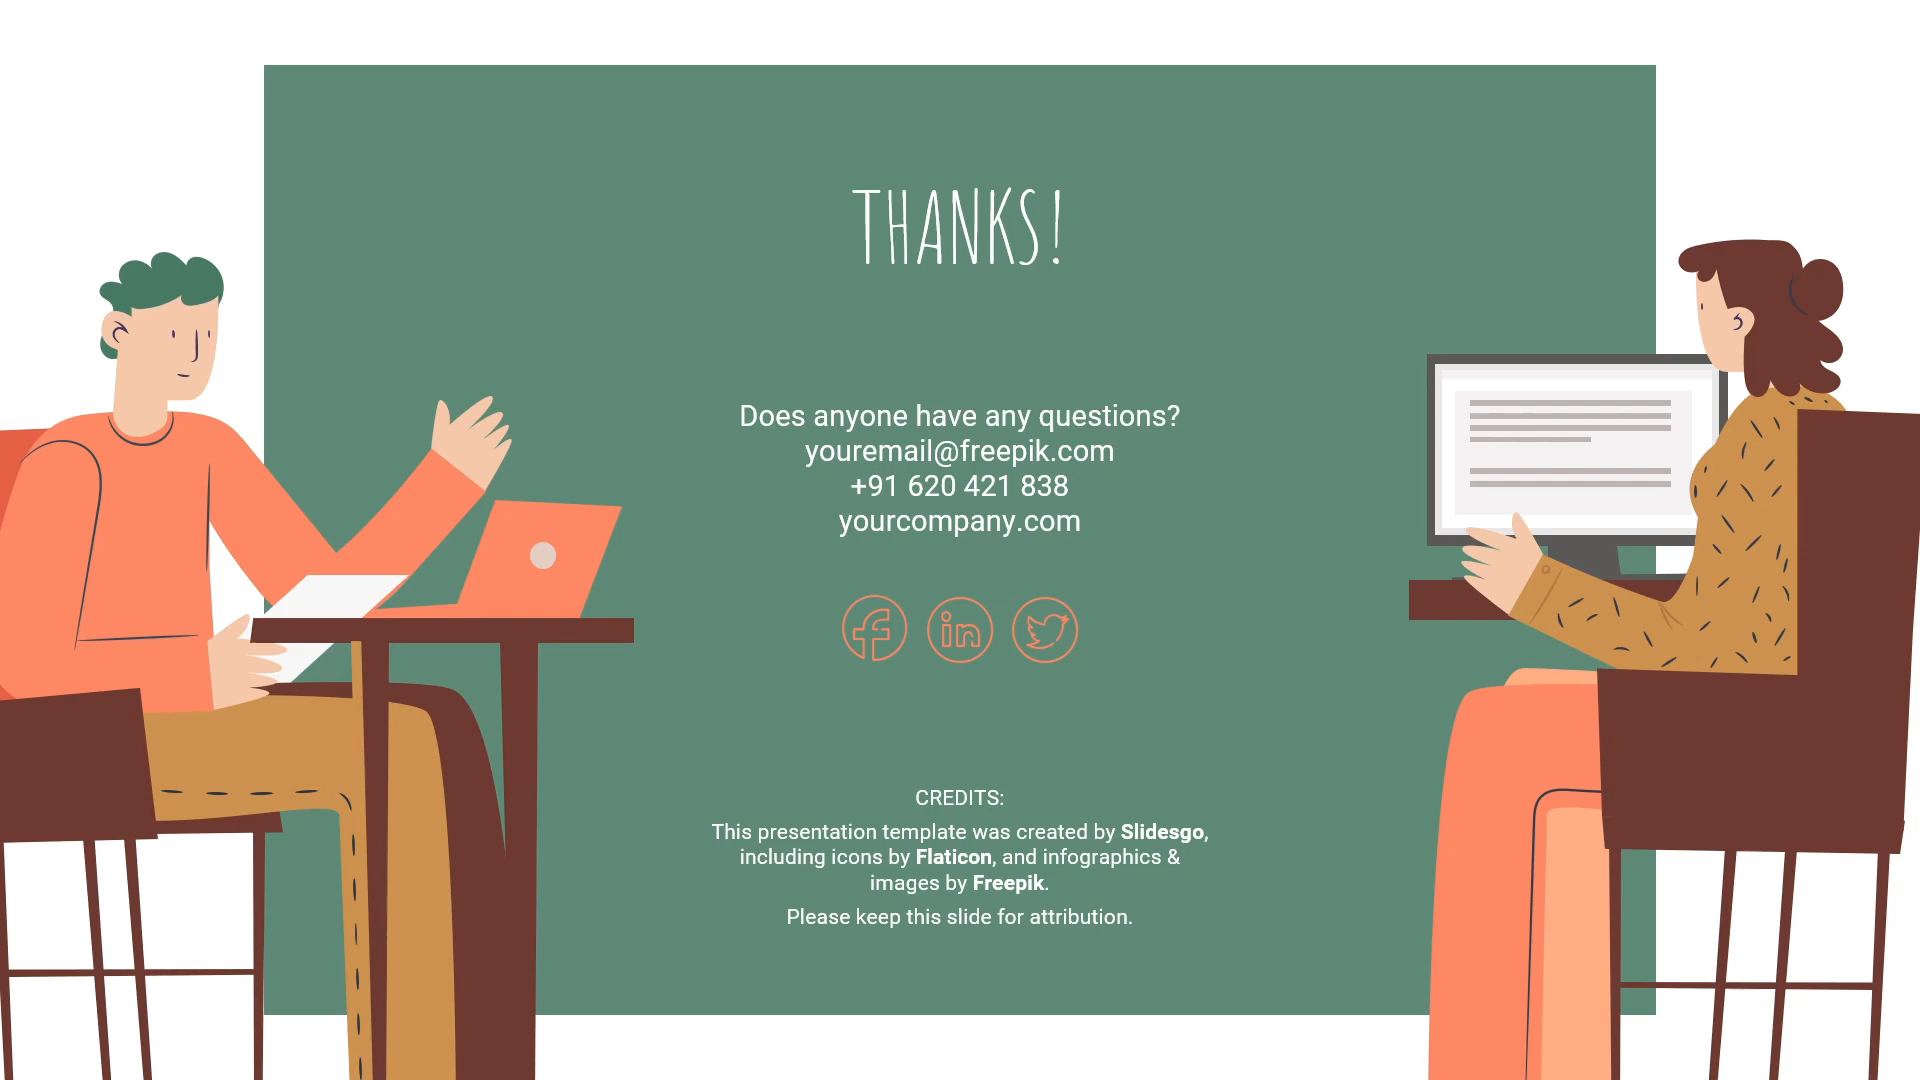 THANKS!
Does anyone have any questions?
youremail@freepik.com
+91 620 421 838
yourcompany.com
in
CREDITS:
This presentation template was created by Slidesgo,
including icons by Flaticon, and infographics &
images by Freepik.
Please keep this slide for attribution.